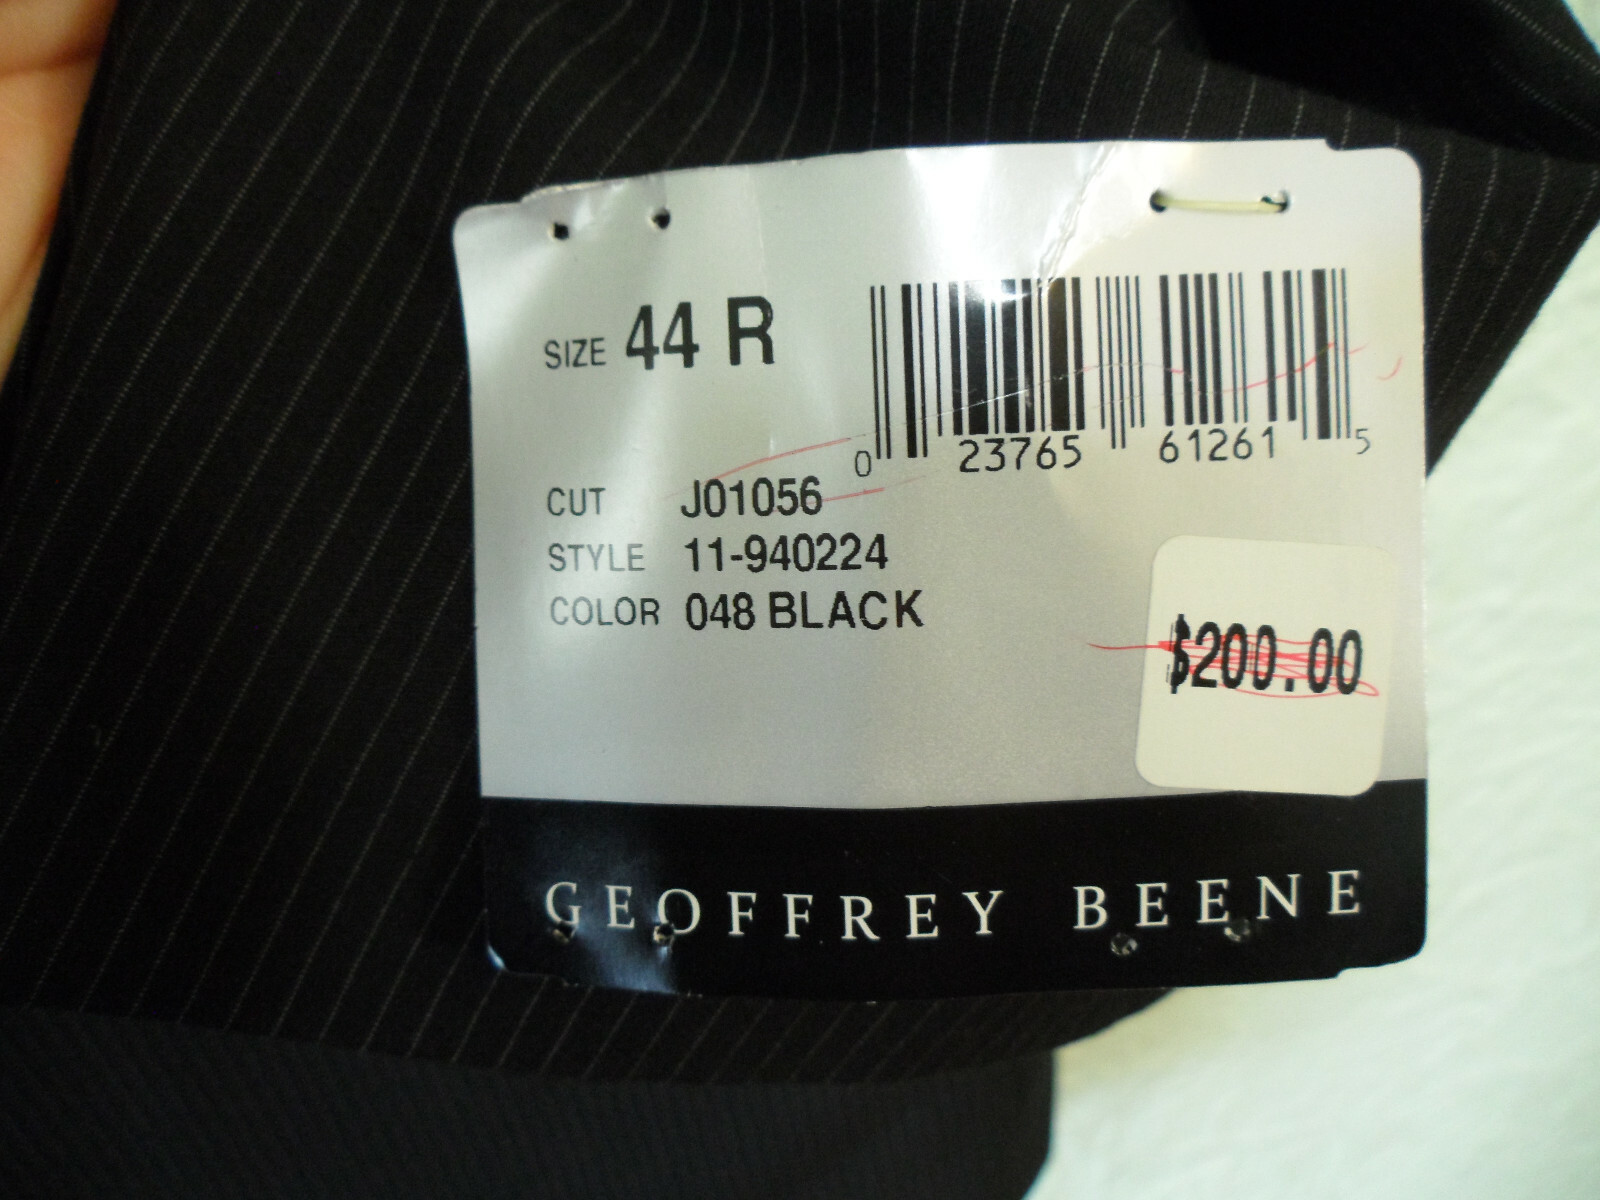 SIZE 44 R
0 23765 61261 5
CUT J01056
STYLE 11-940224
COLOR 048 BLACK
$200.00
GEOFFREY BEENE